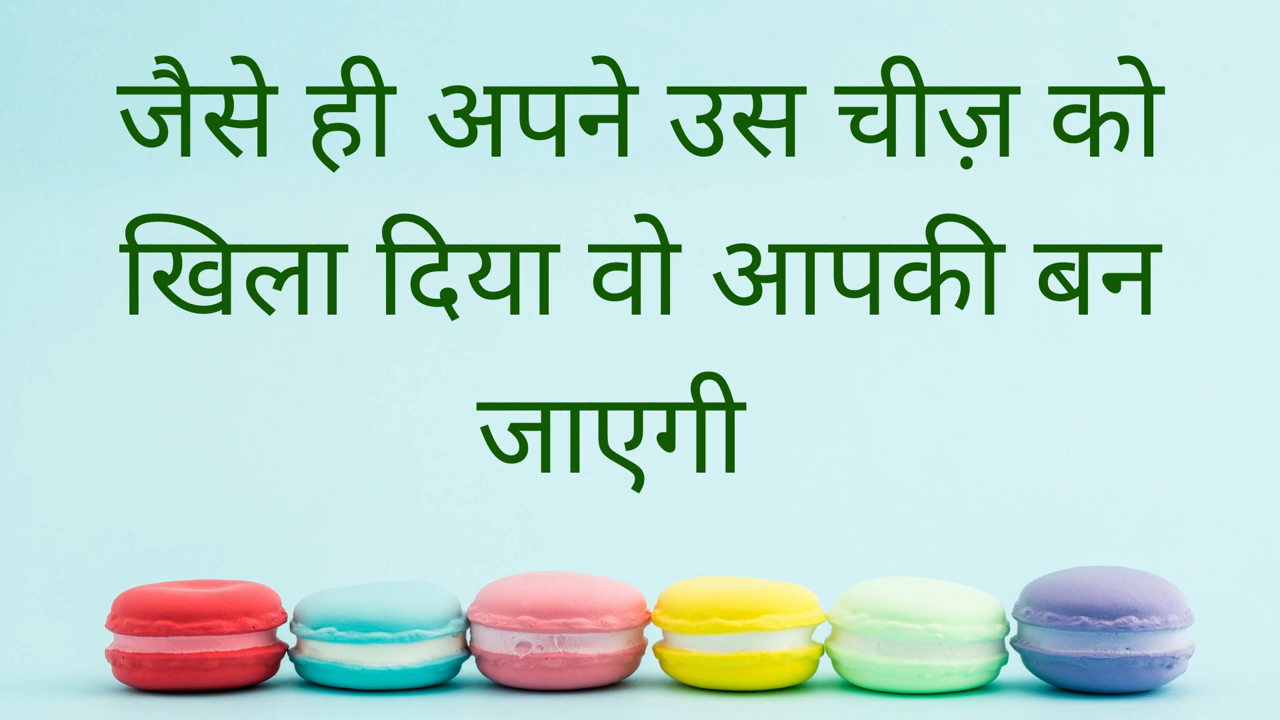 जैसे ही अपने उस चीज़ को
खिला दिया वो आपकी बन
जाएगी